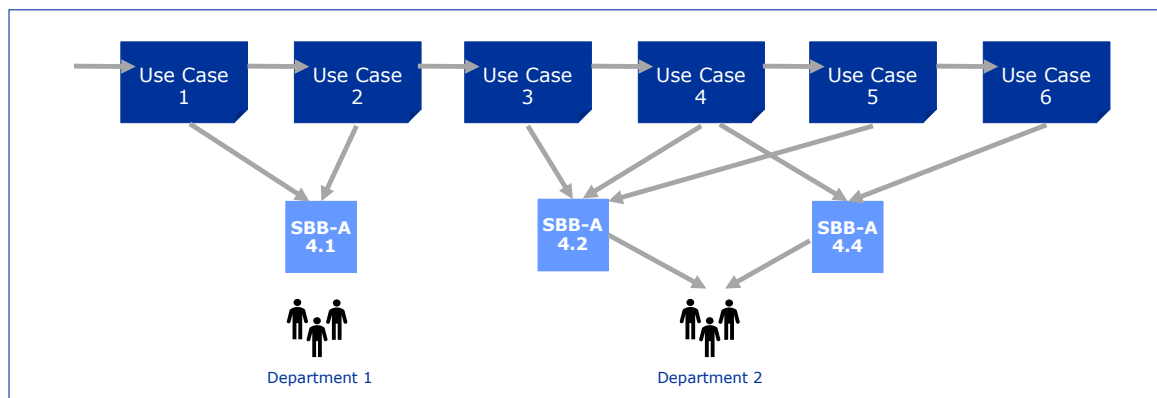 Use Case
1
Use Case
2
Use Case
3
Use Case
4
Use Case
5
Use Case
6
SBB-A
4.1
SBB-A
4.2
SBB-A
4.4
Department 1
Department 2